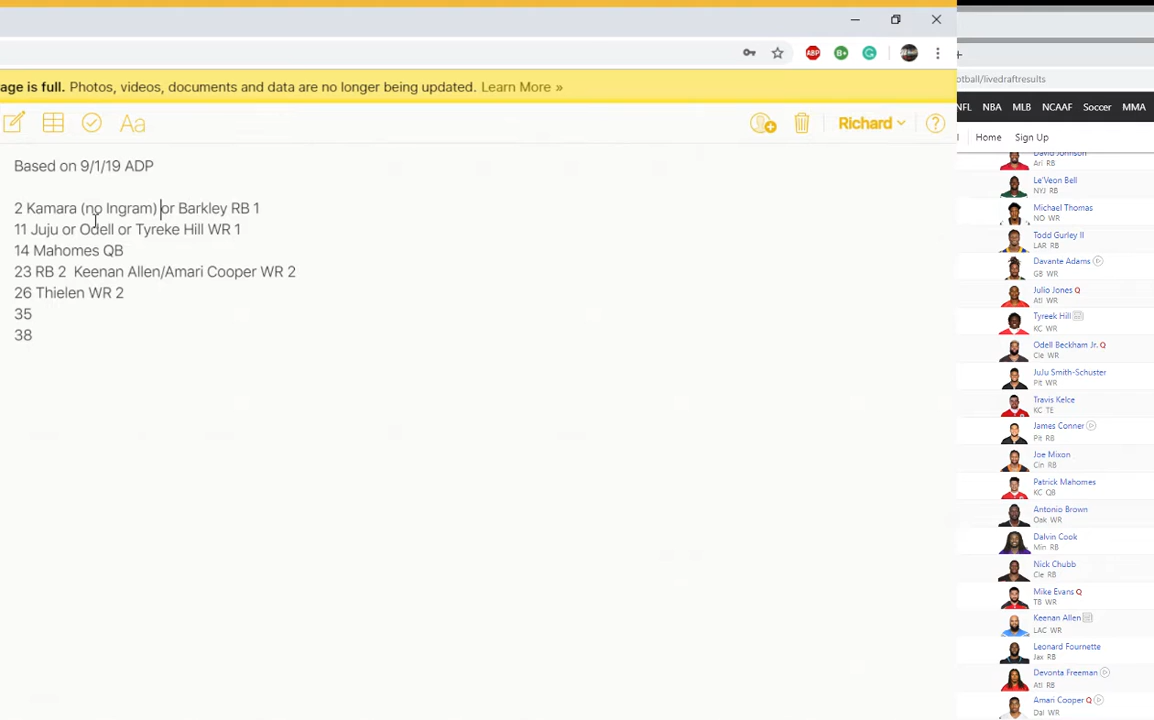 age is full. Photos, videos, documents and data are no longer being updated. Learn More »
Aa
Richard
?
Based on 9/1/19 ADP
2 Kamara (no Ingram) or Barkley RB 1
11 Juju or Odell or Tyreke Hill WR 1
14 Mahomes QB
23 RB 2  Keenan Allen/Amari Cooper WR 2
26 Thielen WR 2
35
38
otball/livedraftresults
NFL NBA MLB NCAAF Soccer MMA
Home Sign Up
David Johnson
Ari RB
Le'Veon Bell
NYJ RB
Michael Thomas
NO WR
Todd Gurley II
LAR RB
Davante Adams
GB WR
Julio Jones Q
Atl WR
Tyreek Hill
KC WR
Odell Beckham Jr. Q
Cle WR
JuJu Smith-Schuster
Pit WR
Travis Kelce
KC TE
James Conner
Pit RB
Joe Mixon
Cin RB
Patrick Mahomes
KC QB
Antonio Brown
Oak WR
Dalvin Cook
Min RB
Nick Chubb
Cle RB
Mike Evans Q
TB WR
Keenan Allen
LAC WR
Leonard Fournette
Jax RB
Devonta Freeman
Atl RB
Amari Cooper Q
Dal WR